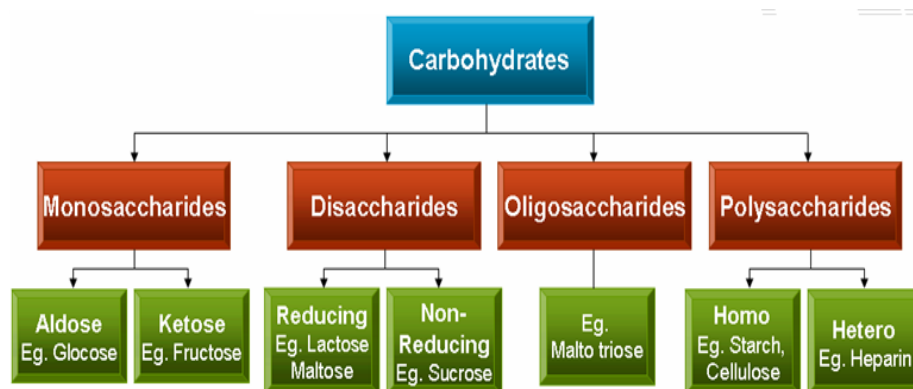 Carbohydrates
Monosaccharides
Disaccharides
Oligosaccharides
Polysaccharides
Aldose
Eg. Glocose
Ketose
Eg. Fructose
Reducing
Eg. Lactose
Maltose
Non-
Reducing
Eg. Sucrose
Eg.
Malto triose
Homo
Eg. Starch,
Cellulose
Hetero
Eg. Heparin